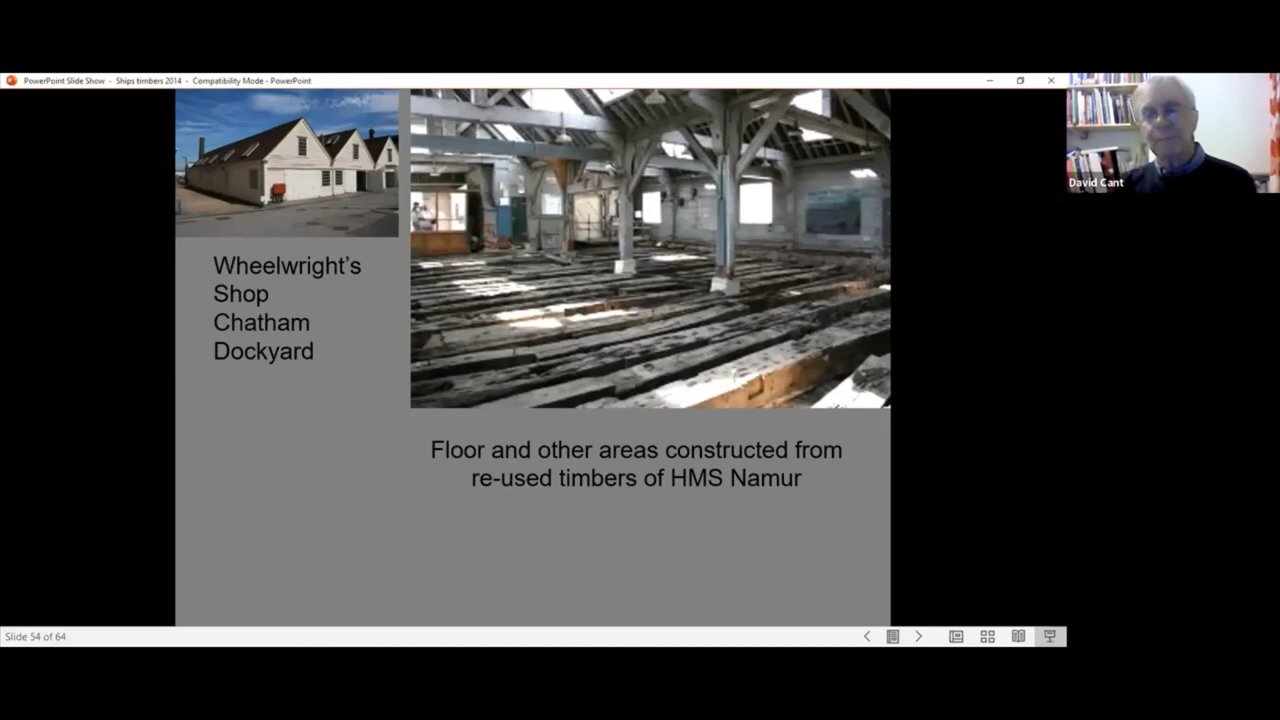 PowerPoint Slide Show - Ships timbers 2014 - Compatibility Mode - PowerPoint
David Cant
Wheelwright's
Shop
Chatham
Dockyard
Floor and other areas constructed from
re-used timbers of HMS Namur
Slide 54 of 64